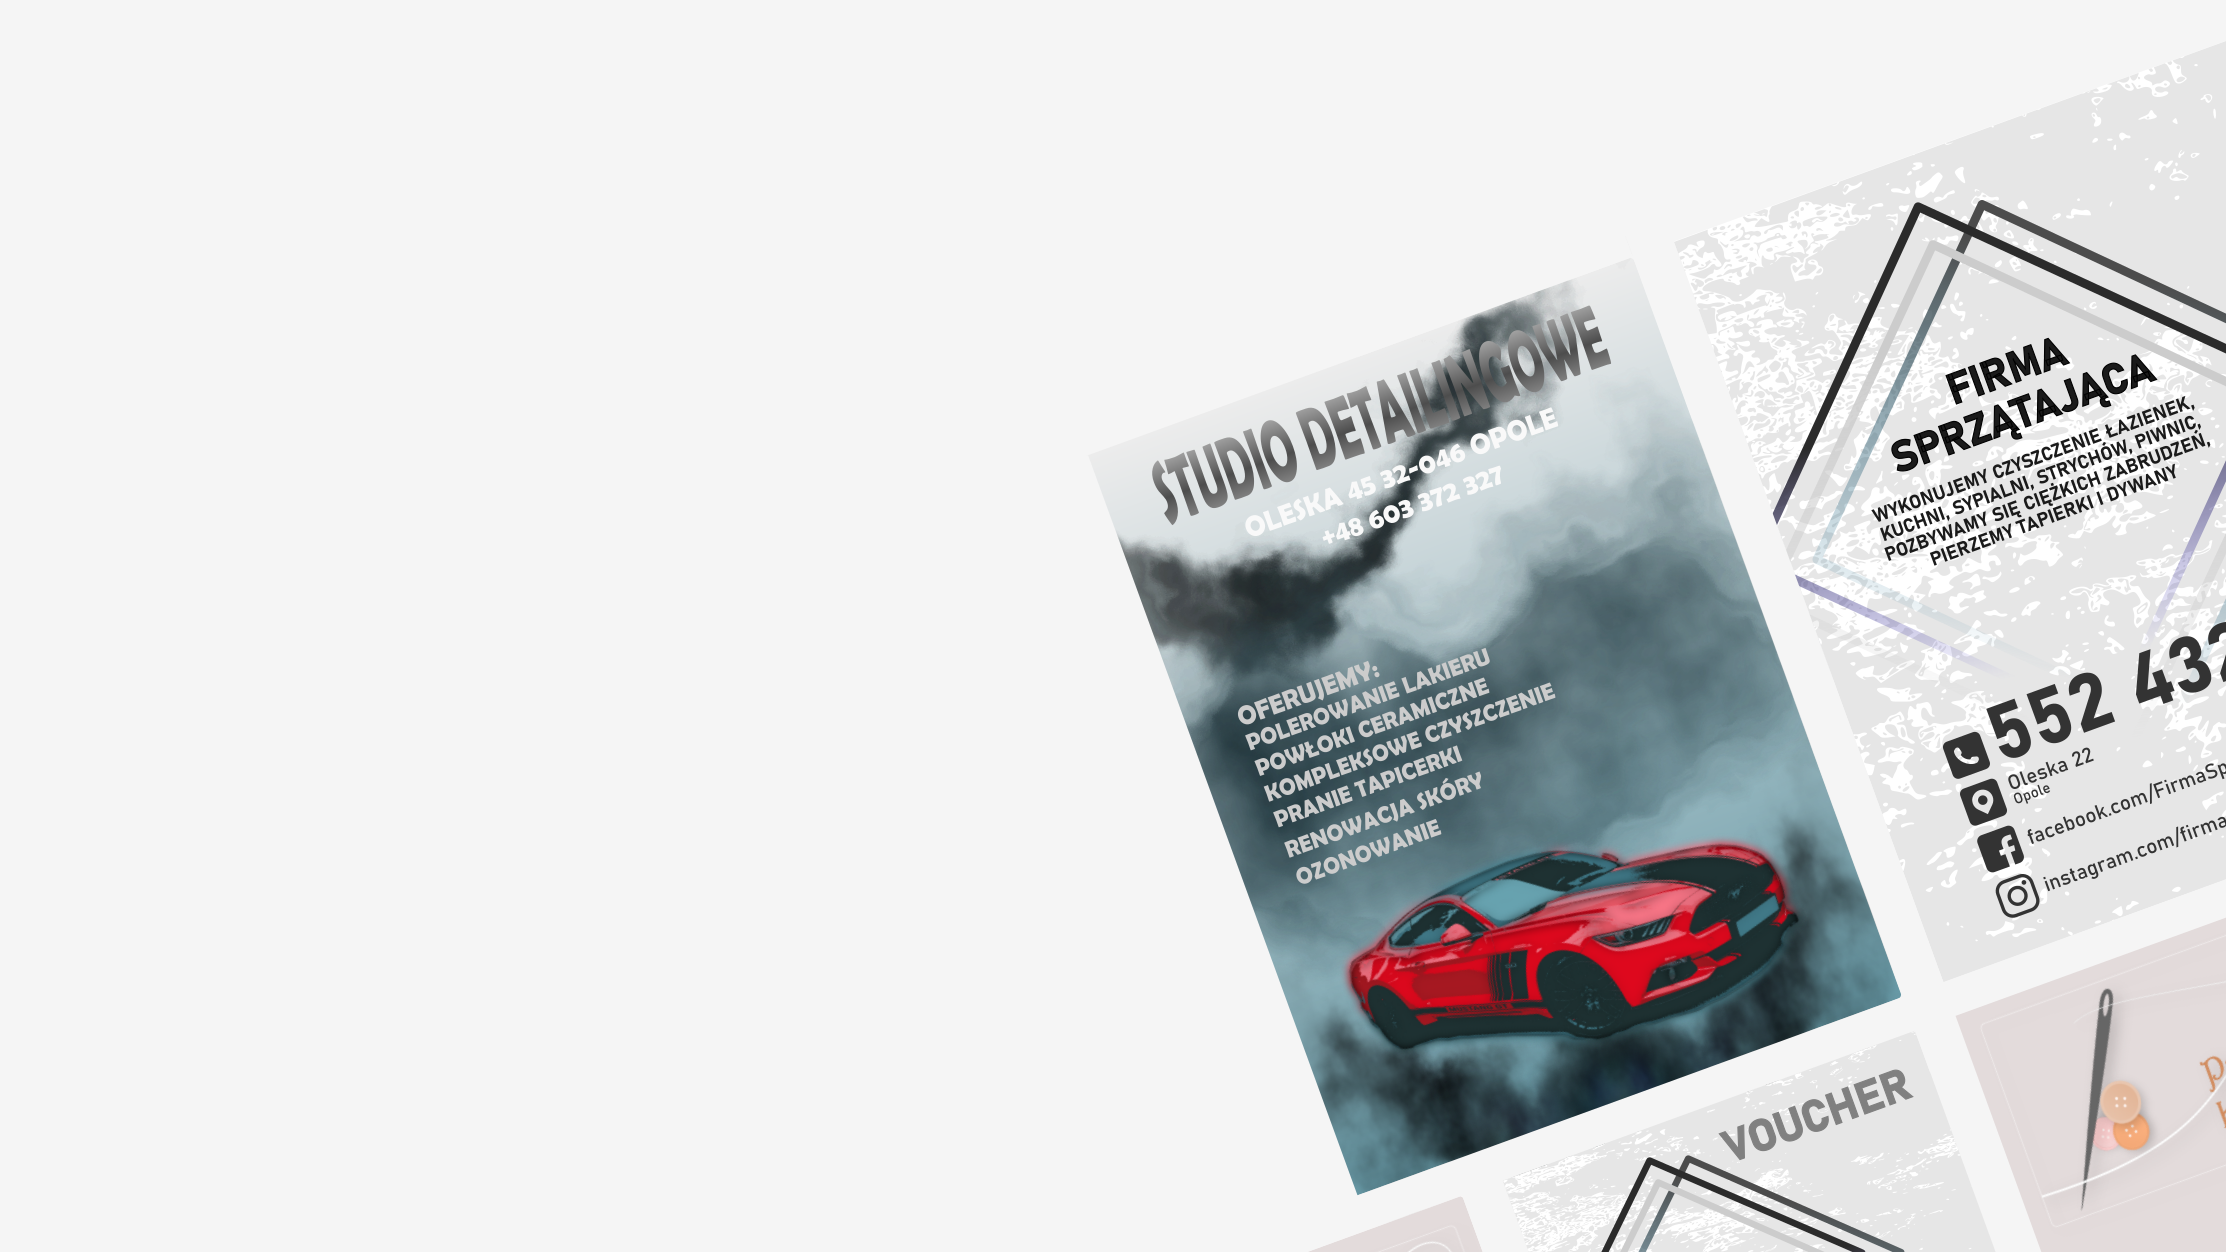 STUDIO DETAILINGOWE
OLESKA 45 32-046 OPOLE
+48 603 372 327
OFERUJEMY:
POLEROWANIE LAKIERU
POWŁOKI CERAMICZNE
KOMPLEKSOWE CZYSZCZENIE
PRANIE TAPICERKI
RENOWACJA SKÓRY
OZONOWANIE
FIRMA
SPRZĄTAJĄCA
WYKONUJEMY CZYSZCZENIE ŁAZIENEK,
KUCHNI, SYPIALNI, STRYCHÓW, PIWNIC,
POZBYWAMY SIĘ CIĘŻKICH ZABRUDZEŃ,
PIERZEMY TAPIERKI I DYWANY
552 432
Oleska 22
Opole
facebook.com/FirmaSp
instagram.com/firma
VOUCHER